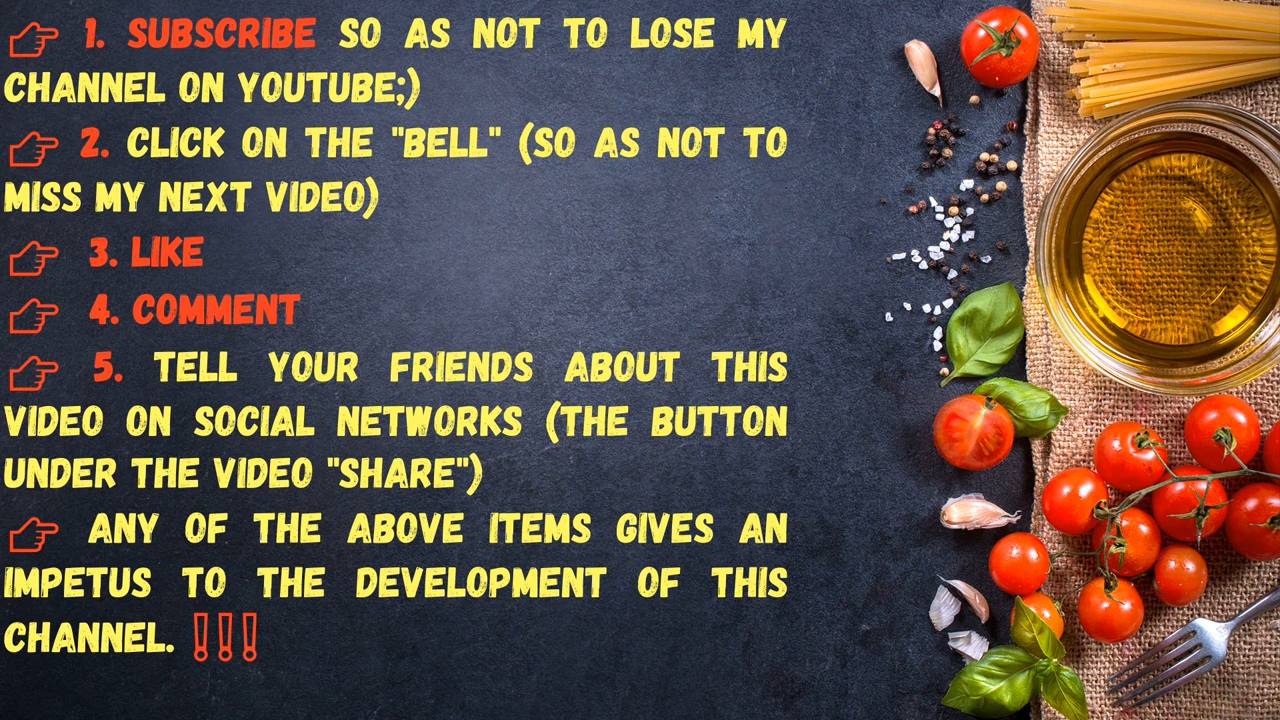 👉 1. SUBSCRIBE SO AS NOT TO LOSE MY
CHANNEL ON YOUTUBE;)
👉 2. CLICK ON THE "BELL" (SO AS NOT TO
MISS MY NEXT VIDEO)
👉 3. LIKE
👉 4. COMMENT
👉 5. TELL YOUR FRIENDS ABOUT THIS
VIDEO ON SOCIAL NETWORKS (THE BUTTON
UNDER THE VIDEO "SHARE")
👉 ANY OF THE ABOVE ITEMS GIVES AN
IMPETUS TO THE DEVELOPMENT OF THIS
CHANNEL. ❗❗❗